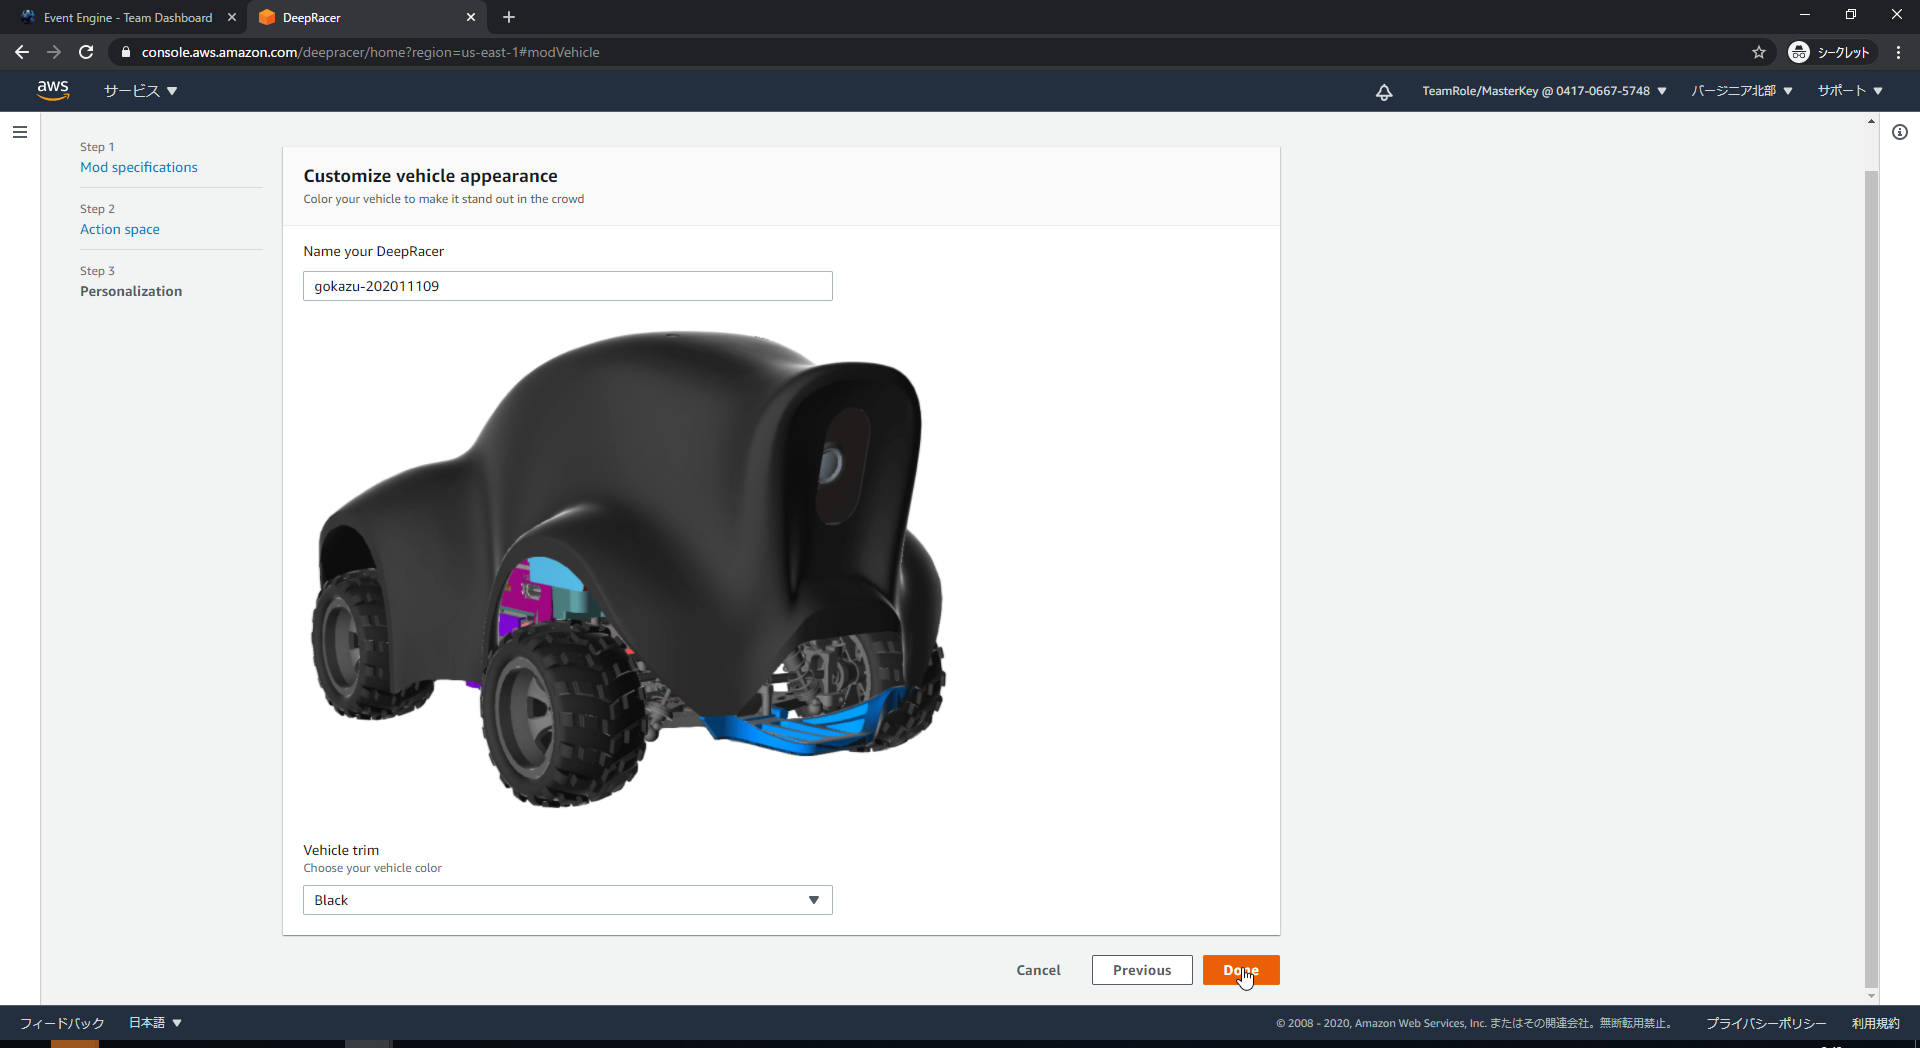 Event Engine - Team Dashboard
DeepRacer
console.aws.amazon.com/deepracer/home?region=us-east-1#modVehicle
シークレット
aws
サービス
TeamRole/MasterKey @ 0417-0667-5748
バージニア北部
サポート
Step 1
Mod specifications
Step 2
Action space
Step 3
Personalization
Customize vehicle appearance
Color your vehicle to make it stand out in the crowd
Name your DeepRacer
gokazu-202011109
Vehicle trim
Choose your vehicle color
Black
Cancel
Previous
Done
フィードバック
日本語
© 2008 - 2020, Amazon Web Services, Inc. またはその関連会社。無断転用禁止。
プライバシーポリシー
利用規約